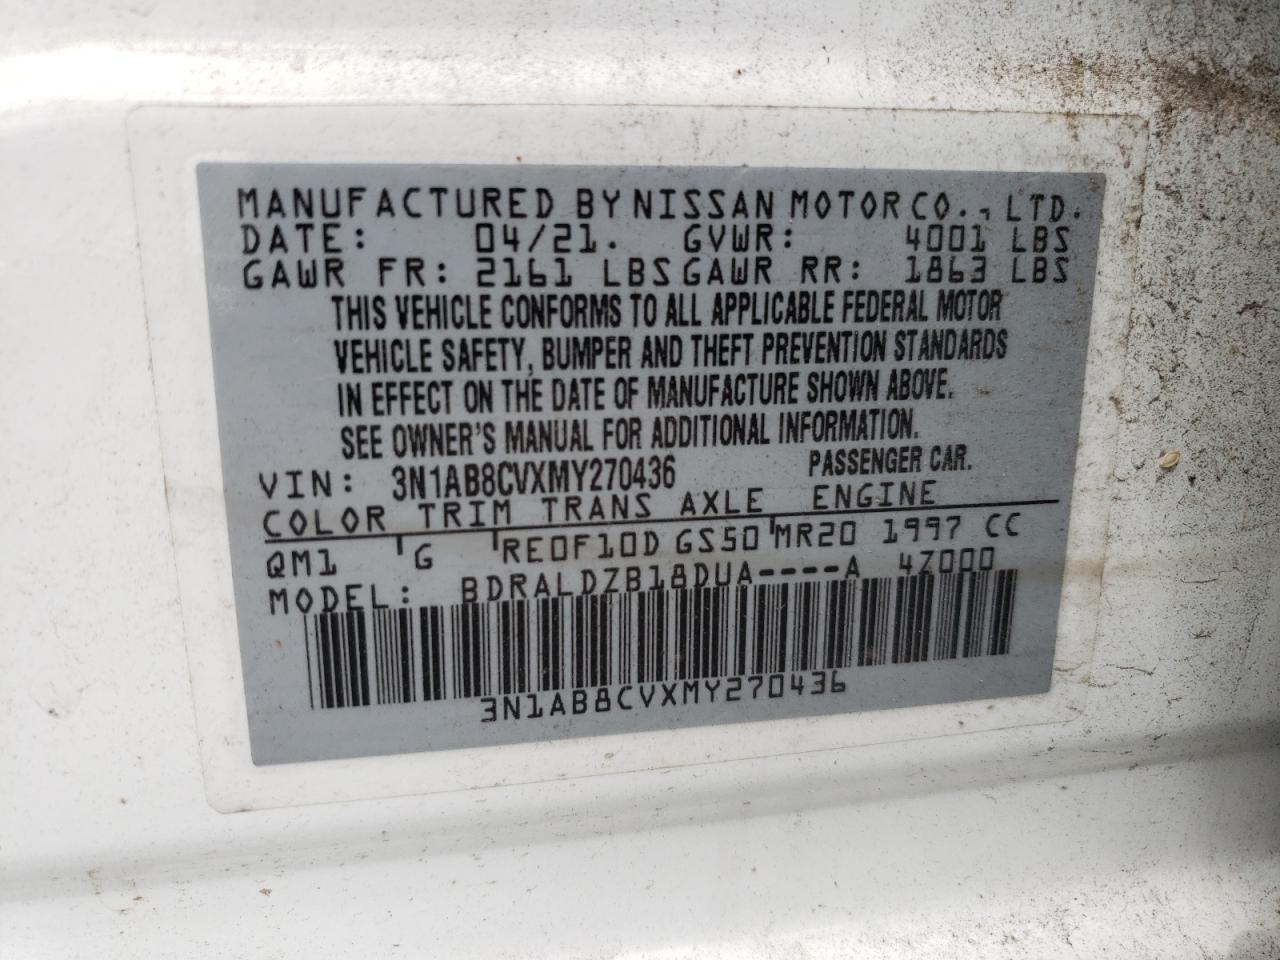 MANUFACTURED BY NISSAN MOTOR CO., LTD.
DATE: 04/21. GVWR: 4001 LBS
GAWR FR: 2161 LBS GAWR RR: 1863 LBS
THIS VEHICLE CONFORMS TO ALL APPLICABLE FEDERAL MOTOR
VEHICLE SAFETY, BUMPER AND THEFT PREVENTION STANDARDS
IN EFFECT ON THE DATE OF MANUFACTURE SHOWN ABOVE.
SEE OWNER'S MANUAL FOR ADDITIONAL INFORMATION.
VIN: 3N1AB8CVXMY270436 PASSENGER CAR.
COLOR TRIM TRANS AXLE ENGINE
QM1 G RE0F10D GS50 MR20 1997 CC
MODEL: BDRALDZB18DUA----A 4Z000
3N1AB8CVXMY270436